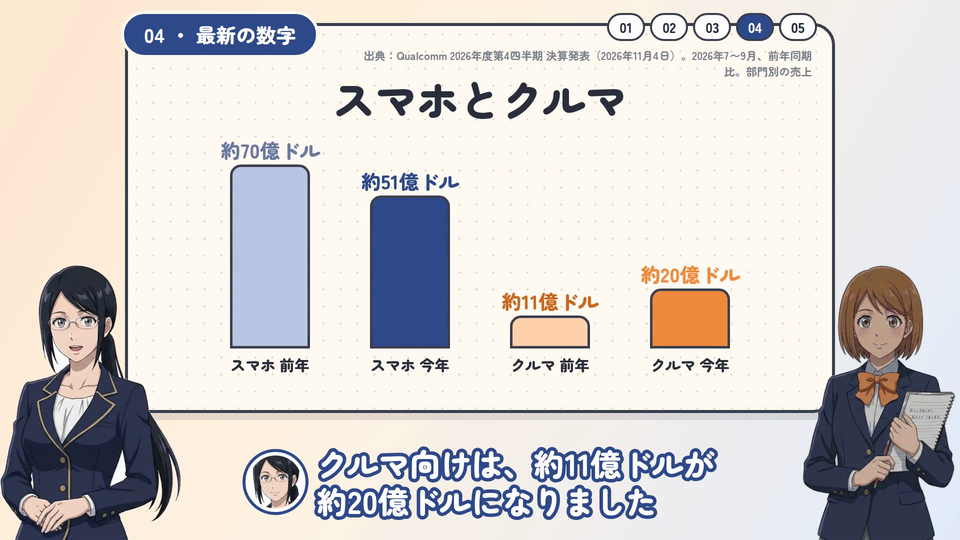 04 ・ 最新の数字
01 02 03 04 05
出典：Qualcomm 2026年度第4四半期 決算発表（2026年11月4日）。2026年7〜9月、前年同期
比。部門別の売上
スマホとクルマ
約70億ドル
約51億ドル
約11億ドル
約20億ドル
スマホ 前年
スマホ 今年
クルマ 前年
クルマ 今年
クルマ向けは、約11億ドルが
約20億ドルになりました